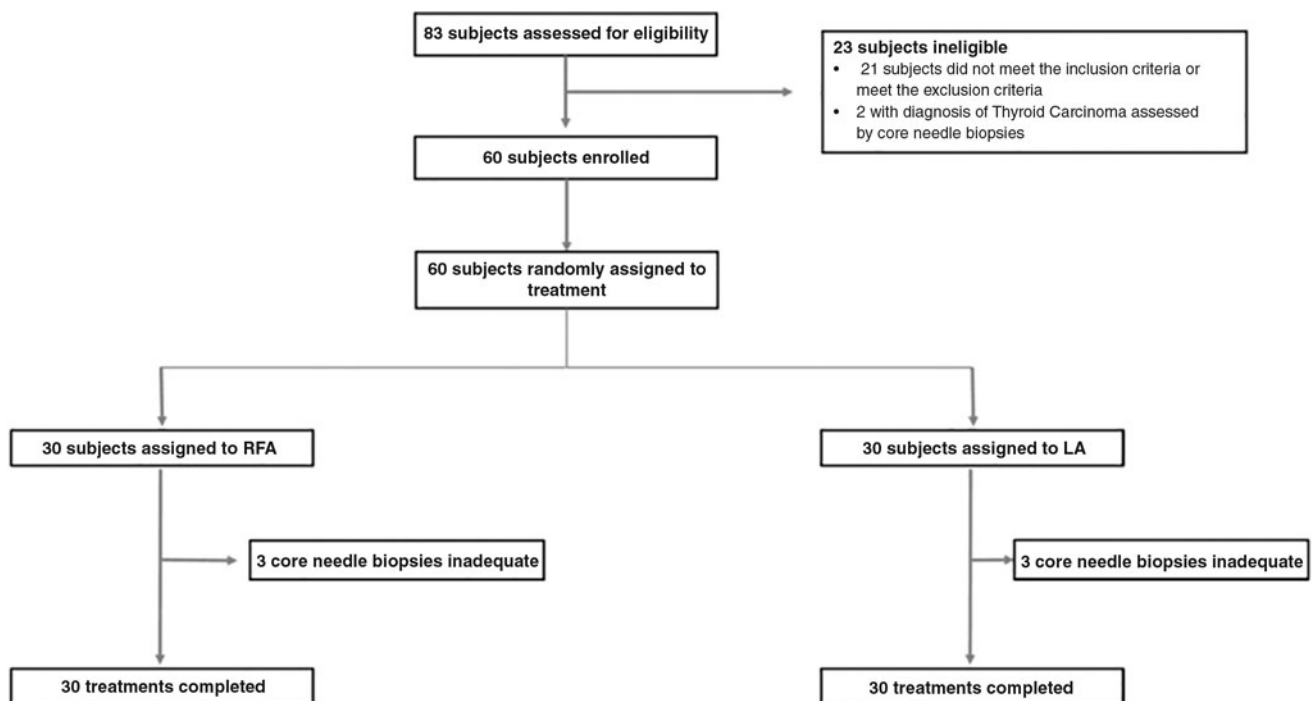 83 subjects assessed for eligibility
23 subjects ineligible
• 21 subjects did not meet the inclusion criteria or
meet the exclusion criteria
• 2 with diagnosis of Thyroid Carcinoma assessed
by core needle biopsies
60 subjects enrolled
60 subjects randomly assigned to
treatment
30 subjects assigned to RFA
30 subjects assigned to LA
3 core needle biopsies inadequate
3 core needle biopsies inadequate
30 treatments completed
30 treatments completed